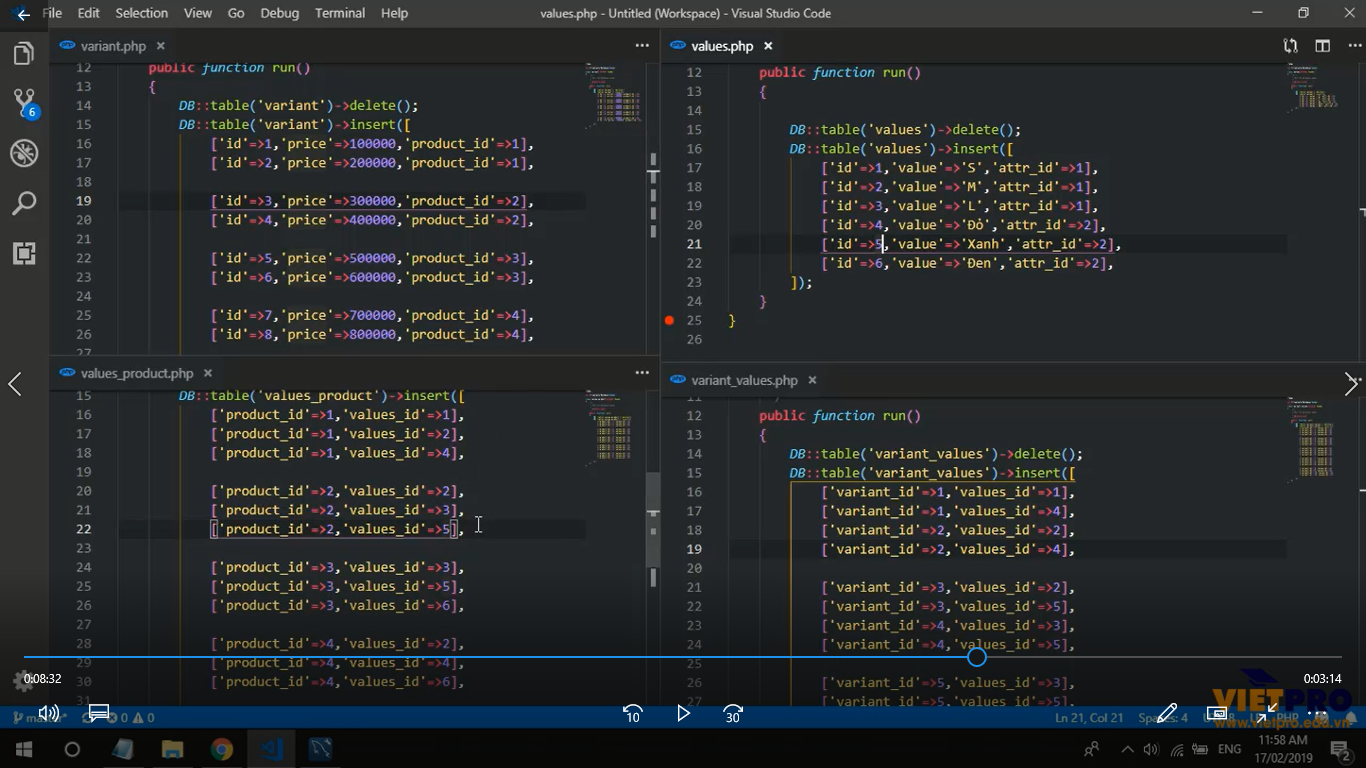 File Edit Selection View Go Debug Terminal Help
values.php - Untitled (Workspace) - Visual Studio Code
variant.php
12 public function run()
13 {
14 DB::table('variant')->delete();
15 DB::table('variant')->insert([
16 ['id'=>1,'price'=>100000,'product_id'=>1],
17 ['id'=>2,'price'=>200000,'product_id'=>1],
18
19 ['id'=>3,'price'=>300000,'product_id'=>2],
20 ['id'=>4,'price'=>400000,'product_id'=>2],
21
22 ['id'=>5,'price'=>500000,'product_id'=>3],
23 ['id'=>6,'price'=>600000,'product_id'=>3],
24
25 ['id'=>7,'price'=>700000,'product_id'=>4],
26 ['id'=>8,'price'=>800000,'product_id'=>4],
27
values.php
12 public function run()
13 {
14
15 DB::table('values')->delete();
16 DB::table('values')->insert([
17 ['id'=>1,'value'=>'S','attr_id'=>1],
18 ['id'=>2,'value'=>'M','attr_id'=>1],
19 ['id'=>3,'value'=>'L','attr_id'=>1],
20 ['id'=>4,'value'=>'Đỏ','attr_id'=>2],
21 ['id'=>5,'value'=>'Xanh','attr_id'=>2],
22 ['id'=>6,'value'=>'Đen','attr_id'=>2],
23 ]);
24 }
25 }
26
values_product.php
15 DB::table('values_product')->insert([
16 ['product_id'=>1,'values_id'=>1],
17 ['product_id'=>1,'values_id'=>2],
18 ['product_id'=>1,'values_id'=>4],
19
20 ['product_id'=>2,'values_id'=>2],
21 ['product_id'=>2,'values_id'=>3],
22 ['product_id'=>2,'values_id'=>5],
23
24 ['product_id'=>3,'values_id'=>3],
25 ['product_id'=>3,'values_id'=>5],
26 ['product_id'=>3,'values_id'=>6],
27
28 ['product_id'=>4,'values_id'=>2],
29 ['product_id'=>4,'values_id'=>4],
30 ['product_id'=>4,'values_id'=>6],
31
variant_values.php
11
12 public function run()
13 {
14 DB::table('variant_values')->delete();
15 DB::table('variant_values')->insert([
16 ['variant_id'=>1,'values_id'=>1],
17 ['variant_id'=>1,'values_id'=>4],
18 ['variant_id'=>2,'values_id'=>2],
19 ['variant_id'=>2,'values_id'=>4],
20
21 ['variant_id'=>3,'values_id'=>2],
22 ['variant_id'=>3,'values_id'=>5],
23 ['variant_id'=>4,'values_id'=>3],
24 ['variant_id'=>4,'values_id'=>5],
25
26 ['variant_id'=>5,'values_id'=>3],
27 ['variant_id'=>5,'values_id'=>5],
6
0:08:32
0:03:14
VIETPRO
www.vietpro.edu.vn
0 0
10
30
Ln 21, Col 21 Spaces: 4
PHP
ENG
11:58 AM
17/02/2019
2